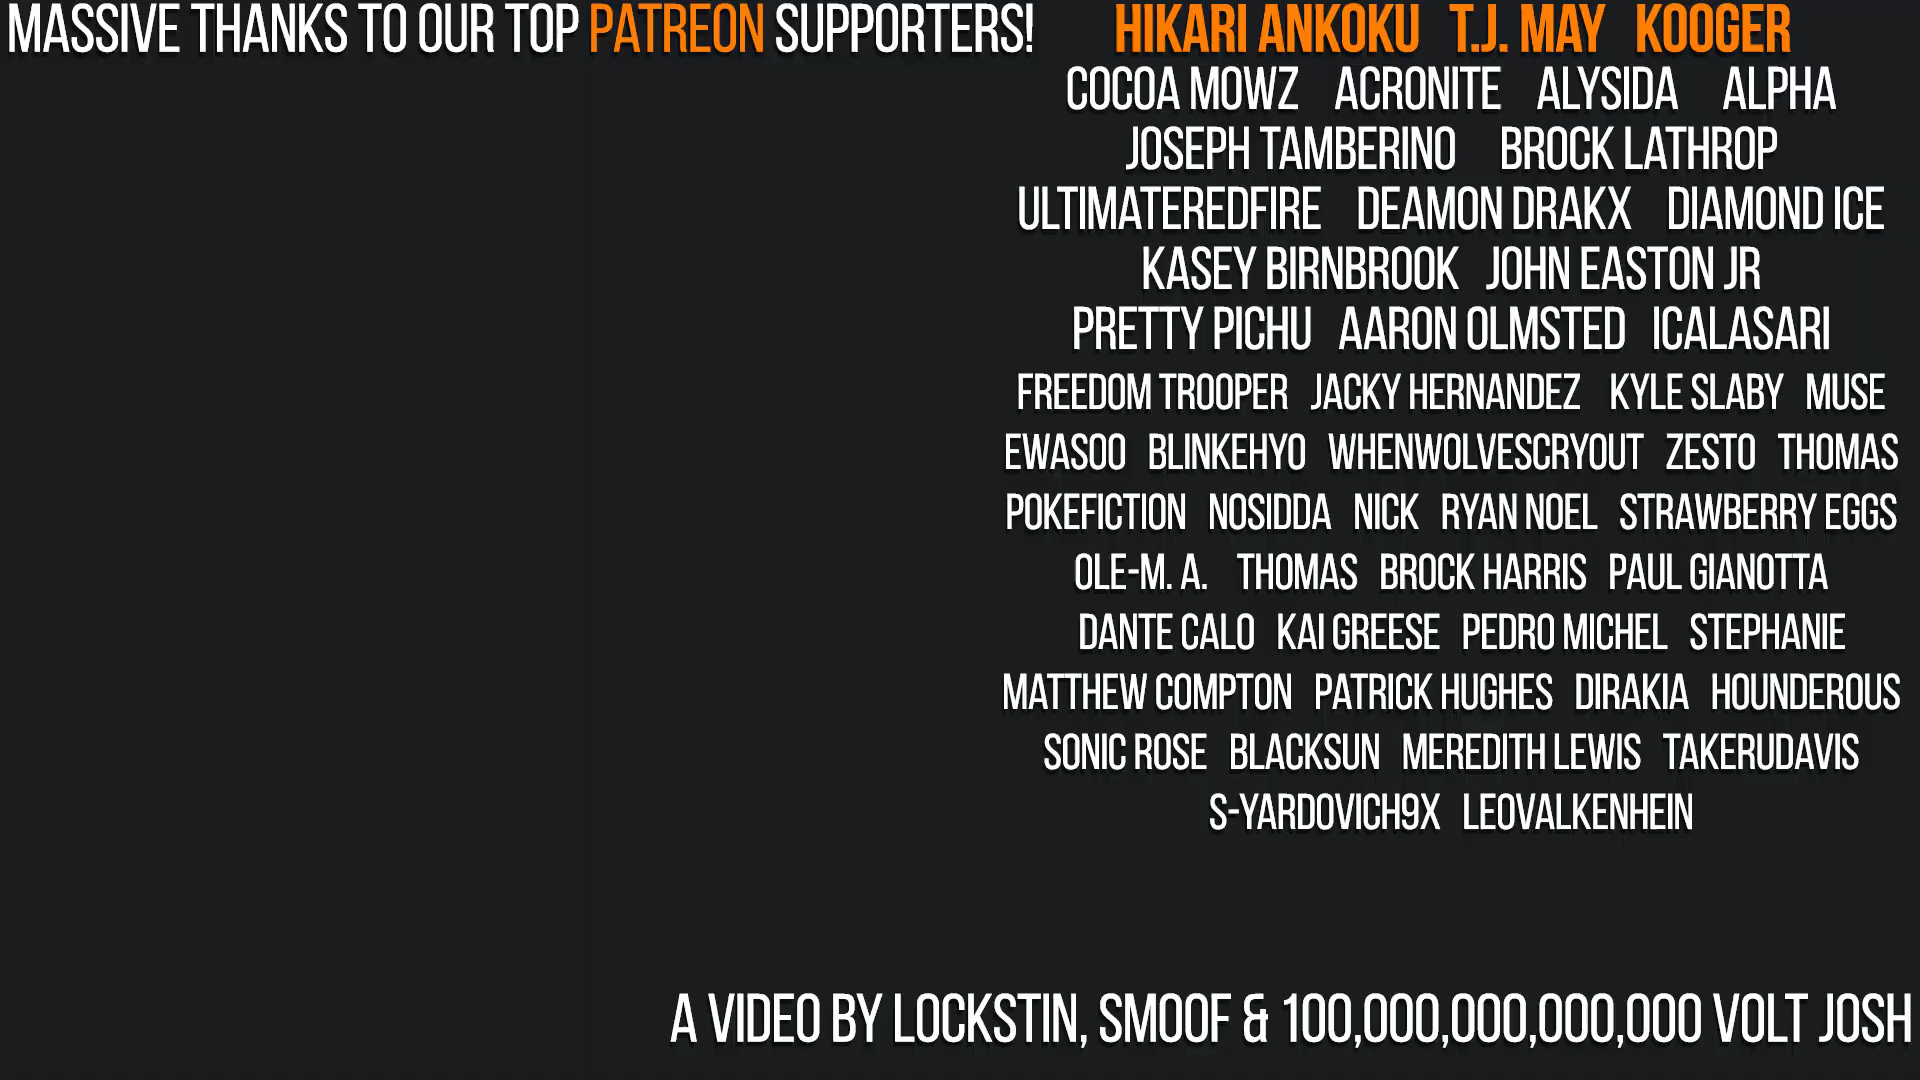 MASSIVE THANKS TO OUR TOP PATREON SUPPORTERS!
HIKARI ANKOKU T.J. MAY KOOGER
COCOA MOWZ ACRONITE ALYSIDA ALPHA
JOSEPH TAMBERINO BROCK LATHROP
ULTIMATEREDFIRE DEAMON DRAKX DIAMOND ICE
KASEY BIRNBROOK JOHN EASTON JR
PRETTY PICHU AARON OLMSTED ICALASARI
FREEDOM TROOPER JACKY HERNANDEZ KYLE SLABY MUSE
EWASOO BLINKEHYO WHENWOLVESCRYOUT ZESTO THOMAS
POKEFICTION NOSIDDA NICK RYAN NOEL STRAWBERRY EGGS
OLE-M. A. THOMAS BROCK HARRIS PAUL GIANOTTA
DANTE CALO KAI GREESE PEDRO MICHEL STEPHANIE
MATTHEW COMPTON PATRICK HUGHES DIRAKIA HOUNDEROUS
SONIC ROSE BLACKSUN MEREDITH LEWIS TAKERUDAVIS
S-YARDOVICH9X LEOVALKENHEIN
A VIDEO BY LOCKSTIN, SMOOF & 100,000,000,000,000 VOLT JOSH